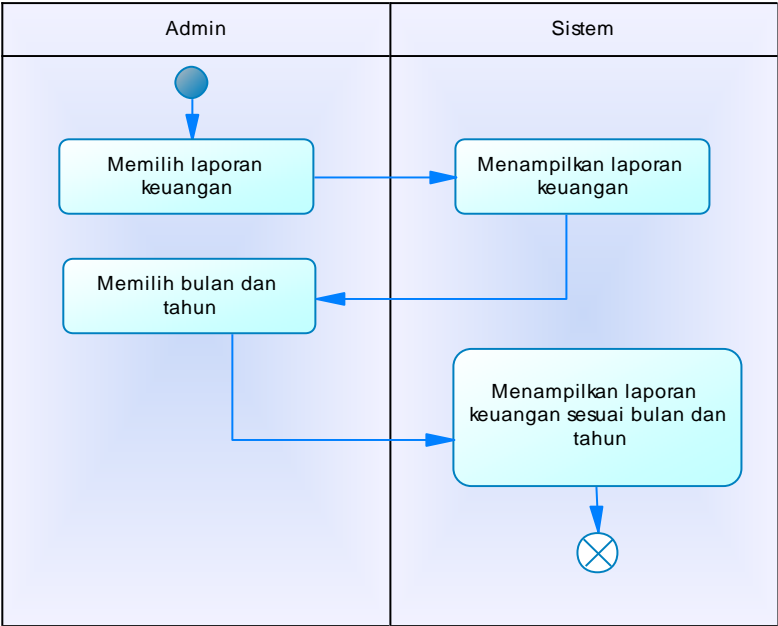 Admin
Sistem
Memilih laporan
keuangan
Menampilkan laporan
keuangan
Memilih bulan dan
tahun
Menampilkan laporan
keuangan sesuai bulan dan
tahun